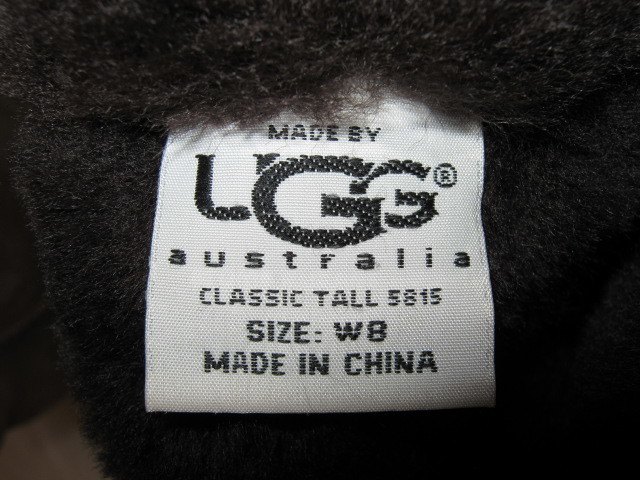 MADE BY
UGG®
australia
CLASSIC TALL 5815
SIZE: W8
MADE IN CHINA